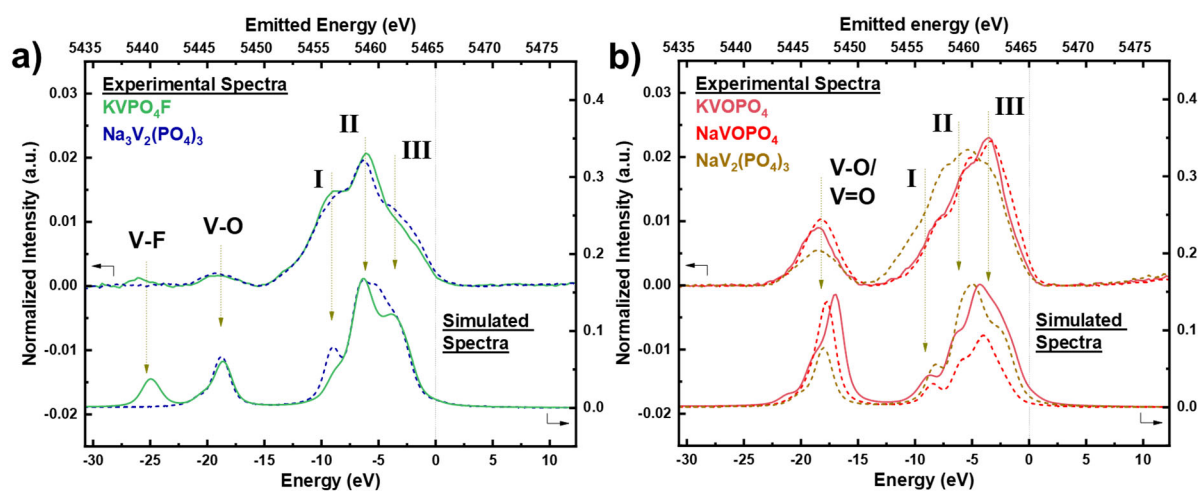 a)
Emitted Energy (eV)
5435 5440 5445 5450 5455 5460 5465 5470 5475
Experimental Spectra
KVPO₄F
Na₃V₂(PO₄)₃
I
II
III
V-F
V-O
Simulated
Spectra
Normalized Intensity (a.u.)
0.03
0.02
0.01
0.00
-0.01
-0.02
0.4
0.3
0.2
0.1
0.0
-30 -25 -20 -15 -10 -5 0 5 10
Energy (eV)
b)
Emitted energy (eV)
5435 5440 5445 5450 5455 5460 5465 5470 5475
Experimental Spectra
KVOPO₄
NaVOPO₄
NaV₂(PO₄)₃
I
II
III
V-O/
V=O
Simulated
Spectra
Normalized Intensity (a.u.)
0.03
0.02
0.01
0.00
-0.01
-0.02
0.4
0.3
0.2
0.1
0.0
-30 -25 -20 -15 -10 -5 0 5 10
Energy (eV)